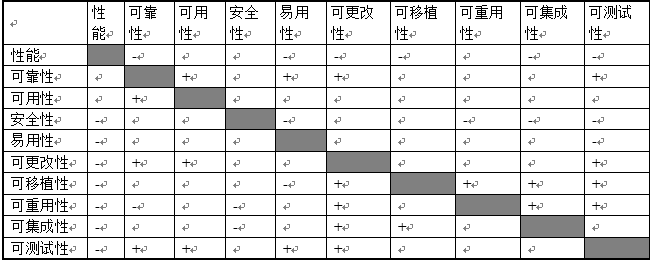 性能 可靠性 可用性 安全性 易用性 可更改性 可移植性 可重用性 可集成性 可测试性
性能 - - - - - -
可靠性 + + + +
可用性 +
安全性 - - - - -
易用性 - -
可更改性 - + + +
可移植性 - - + + + +
可重用性 - - - + + +
可集成性 - - + +
可测试性 - + + + +